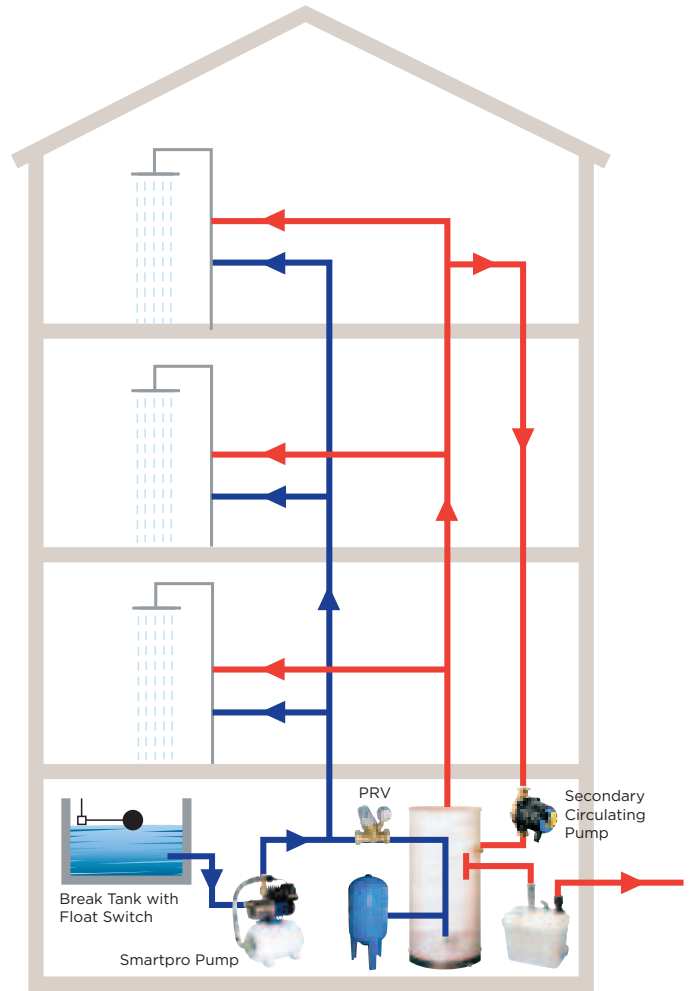 PRV
Secondary
Circulating
Pump
Break Tank with
Float Switch
Smartpro Pump